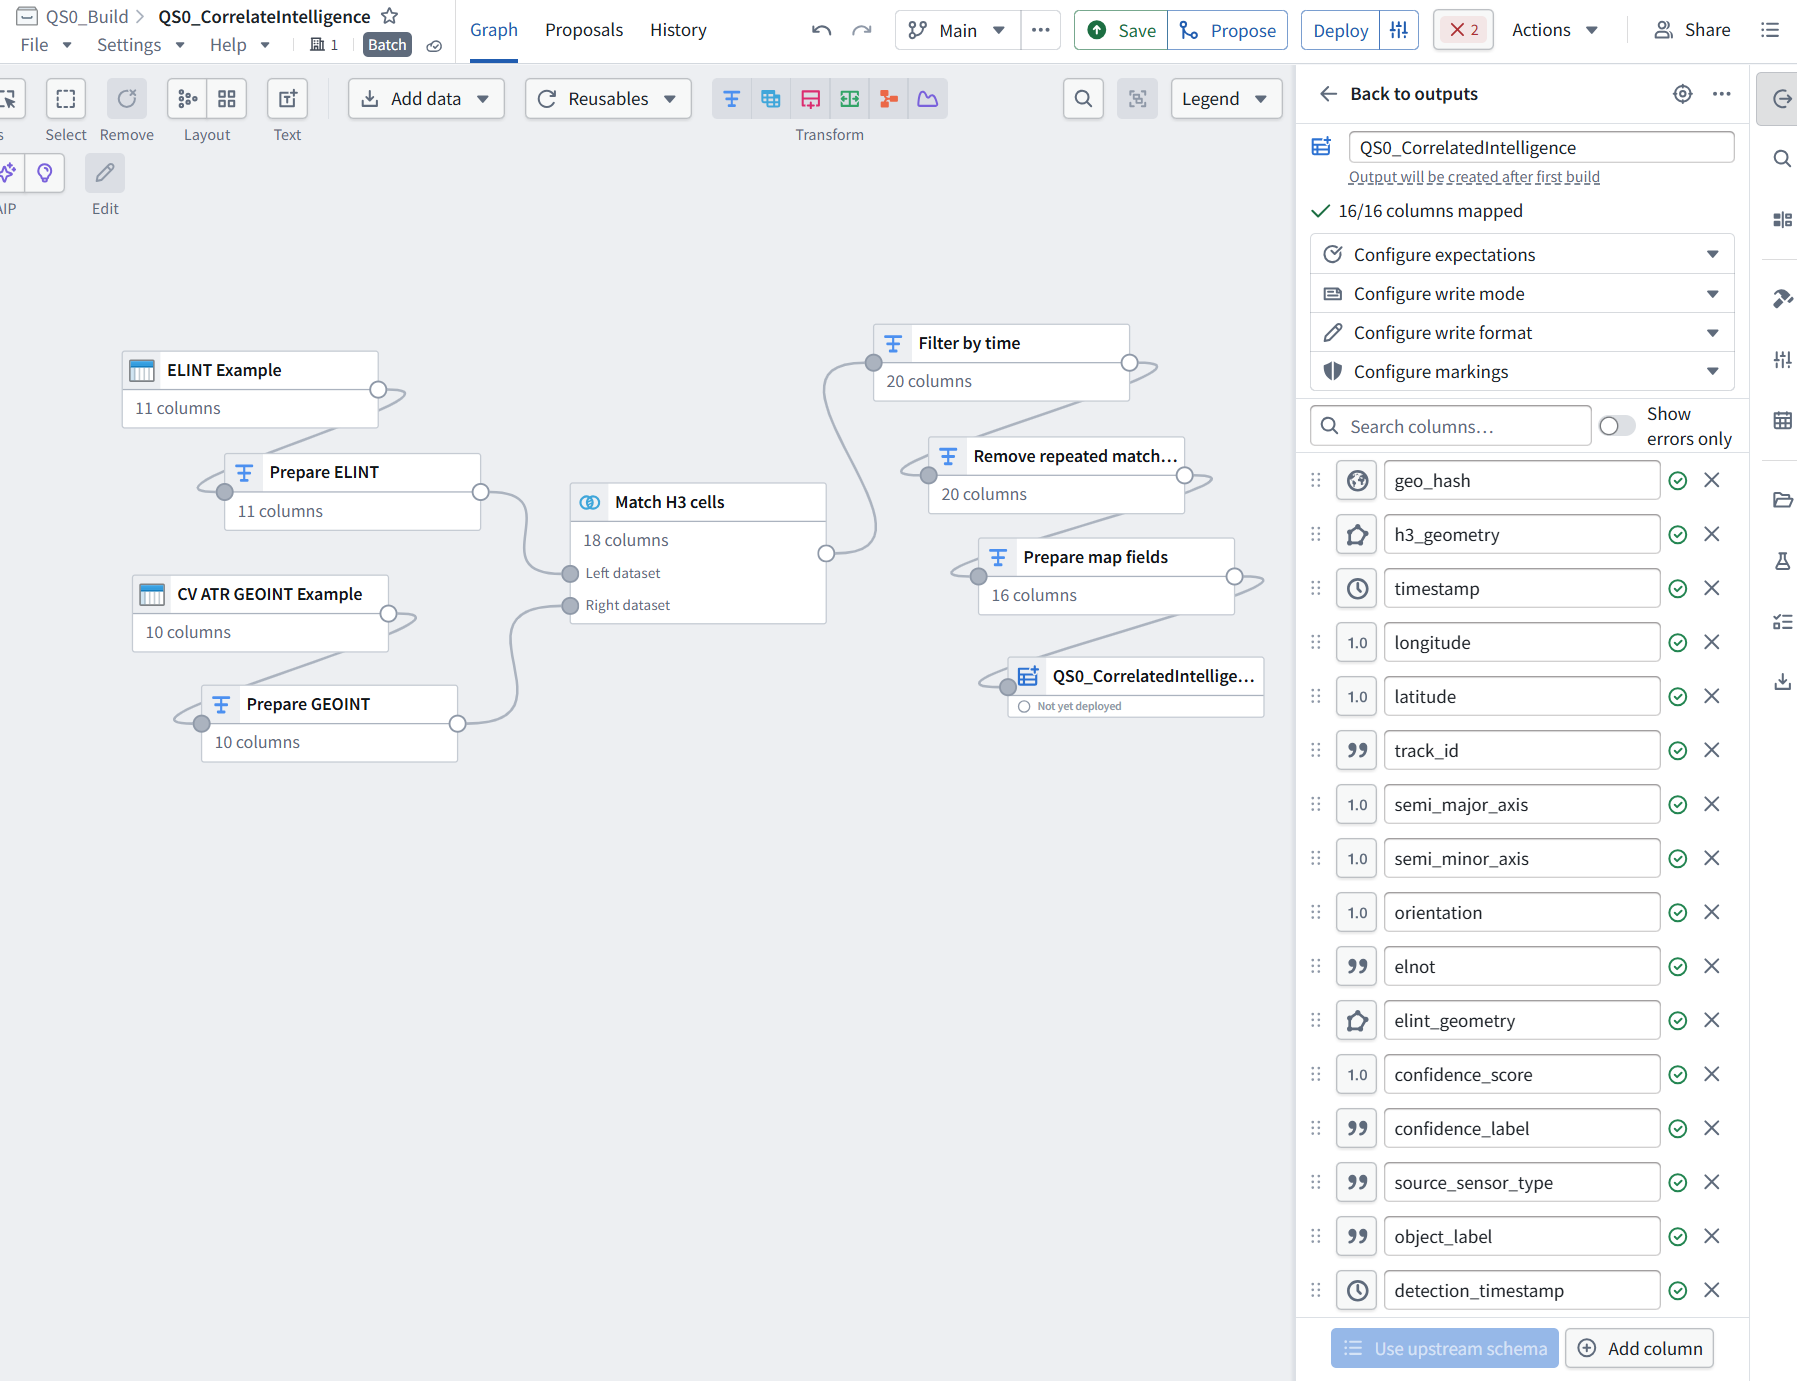 QS0_Build
QS0_CorrelateIntelligence
File
Settings
Help
1
Batch
Graph
Proposals
History
Main
Save
Propose
Deploy
2
Actions
Share
s
Select
Remove
Layout
Text
Add data
Reusables
Transform
Legend
AIP
Edit
ELINT Example
11 columns
Prepare ELINT
11 columns
CV ATR GEOINT Example
10 columns
Prepare GEOINT
10 columns
Match H3 cells
18 columns
Left dataset
Right dataset
Filter by time
20 columns
Remove repeated match...
20 columns
Prepare map fields
16 columns
QS0_CorrelatedIntellige...
Not yet deployed
Back to outputs
QS0_CorrelatedIntelligence
Output will be created after first build
16/16 columns mapped
Configure expectations
Configure write mode
Configure write format
Configure markings
Search columns...
Show
errors only
geo_hash
h3_geometry
timestamp
1.0 longitude
1.0 latitude
track_id
1.0 semi_major_axis
1.0 semi_minor_axis
1.0 orientation
elnot
elint_geometry
1.0 confidence_score
confidence_label
source_sensor_type
object_label
detection_timestamp
Use upstream schema
Add column